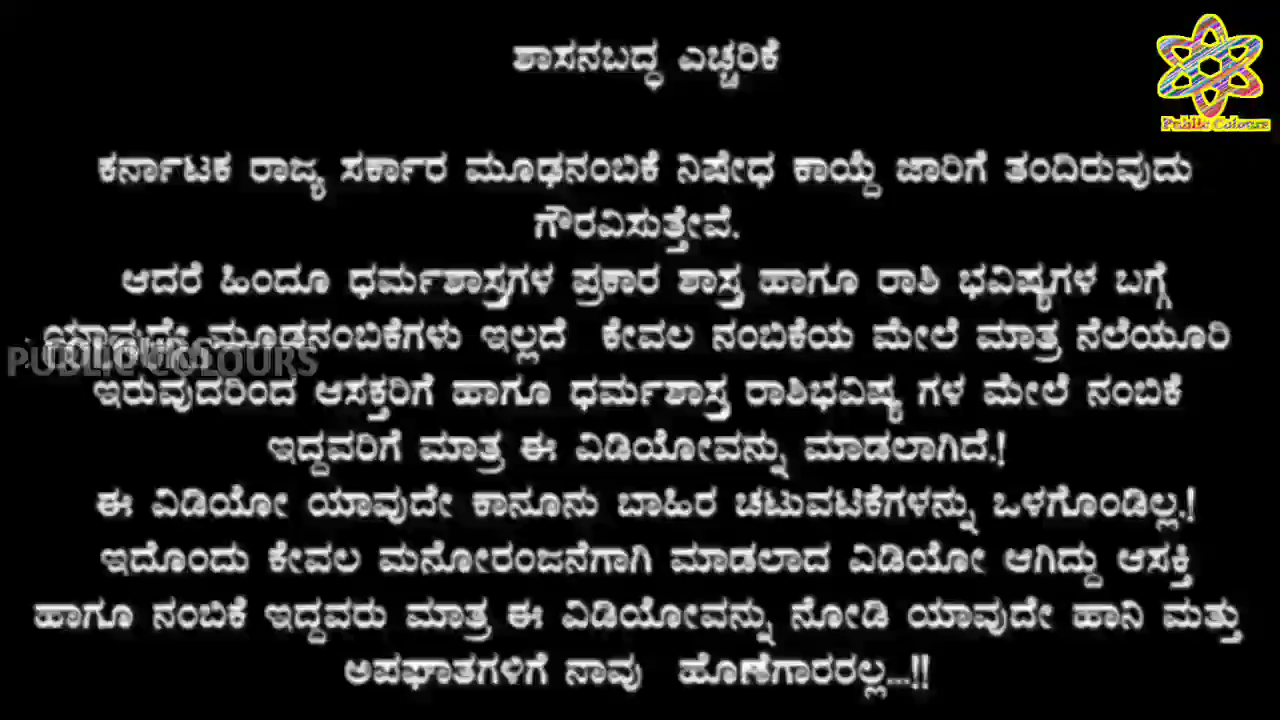 ಶಾಸನಬದ್ಧ ಎಚ್ಚರಿಕೆ
Public Colours
ಕರ್ನಾಟಕ ರಾಜ್ಯ ಸರ್ಕಾರ ಮೂಢನಂಬಿಕೆ ನಿಷೇಧ ಕಾಯ್ದೆ ಜಾರಿಗೆ ತಂದಿರುವುದು
ಗೌರವಿಸುತ್ತೇವೆ.
ಆದರೆ ಹಿಂದೂ ಧರ್ಮಶಾಸ್ತ್ರಗಳ ಪ್ರಕಾರ ಶಾಸ್ತ್ರ ಹಾಗೂ ರಾಶಿ ಭವಿಷ್ಯಗಳ ಬಗ್ಗೆ
ಯಾವುದೇ ಮೂಡನಂಬಿಕೆಗಳು ಇಲ್ಲದೆ ಕೇವಲ ನಂಬಿಕೆಯ ಮೇಲೆ ಮಾತ್ರ ನೆಲೆಯೂರಿ
PUBLIC COLOURS
ಇರುವುದರಿಂದ ಆಸಕ್ತರಿಗೆ ಹಾಗೂ ಧರ್ಮಶಾಸ್ತ್ರ ರಾಶಿಭವಿಷ್ಯ ಗಳ ಮೇಲೆ ನಂಬಿಕೆ
ಇದ್ದವರಿಗೆ ಮಾತ್ರ ಈ ವಿಡಿಯೋವನ್ನು ಮಾಡಲಾಗಿದೆ.!
ಈ ವಿಡಿಯೋ ಯಾವುದೇ ಕಾನೂನು ಬಾಹಿರ ಚಟುವಟಿಕೆಗಳನ್ನು ಒಳಗೊಂಡಿಲ್ಲ.!
ಇದೊಂದು ಕೇವಲ ಮನೋರಂಜನೆಗಾಗಿ ಮಾಡಲಾದ ವಿಡಿಯೋ ಆಗಿದ್ದು ಆಸಕ್ತಿ
ಹಾಗೂ ನಂಬಿಕೆ ಇದ್ದವರು ಮಾತ್ರ ಈ ವಿಡಿಯೋವನ್ನು ನೋಡಿ ಯಾವುದೇ ಹಾನಿ ಮತ್ತು
ಅಪಘಾತಗಳಿಗೆ ನಾವು ಹೊಣೆಗಾರರಲ್ಲ...!!